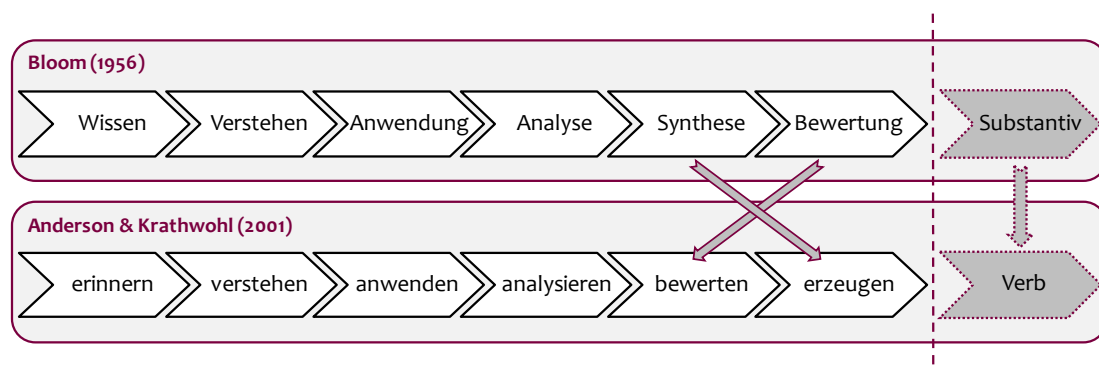 Bloom (1956)
Wissen Verstehen Anwendung Analyse Synthese Bewertung Substantiv
Anderson & Krathwohl (2001)
erinnern verstehen anwenden analysieren bewerten erzeugen Verb